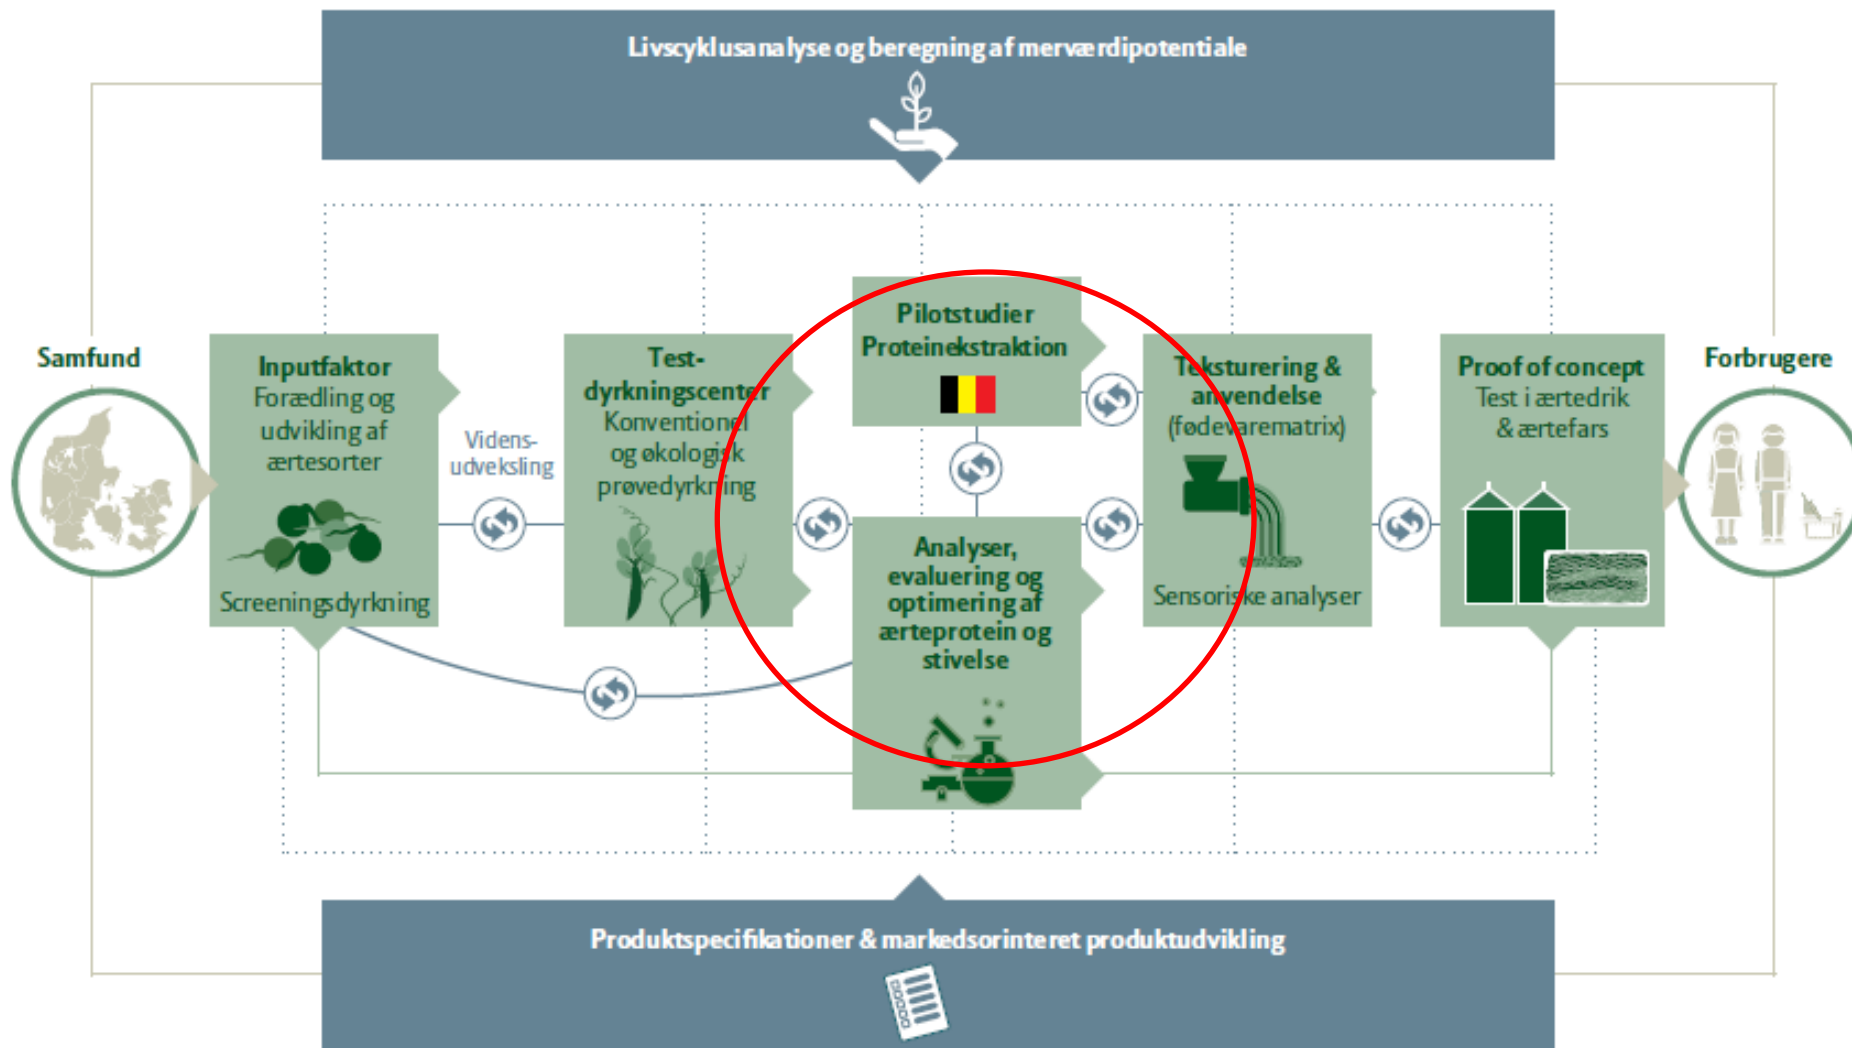 Livscyklusanalyse og beregning af merværdipotentiale
Samfund
Inputfaktor
Forædling og
udvikling af
ærtesorter
Screeningsdyrkning
Videns-
udveksling
Test-
dyrkningscenter
Konventionel
og økologisk
prøvedyrkning
Pilotstudier
Proteinekstraktion
Analyser,
evaluering og
optimering af
ærteprotein og
stivelse
Teksturering &
anvendelse
(fødevarematrix)
Sensoriske analyser
Proof of concept
Test i ærtedrik
& ærtefars
Forbrugere
Produktspecifikationer & markedsorinteret produktudvikling